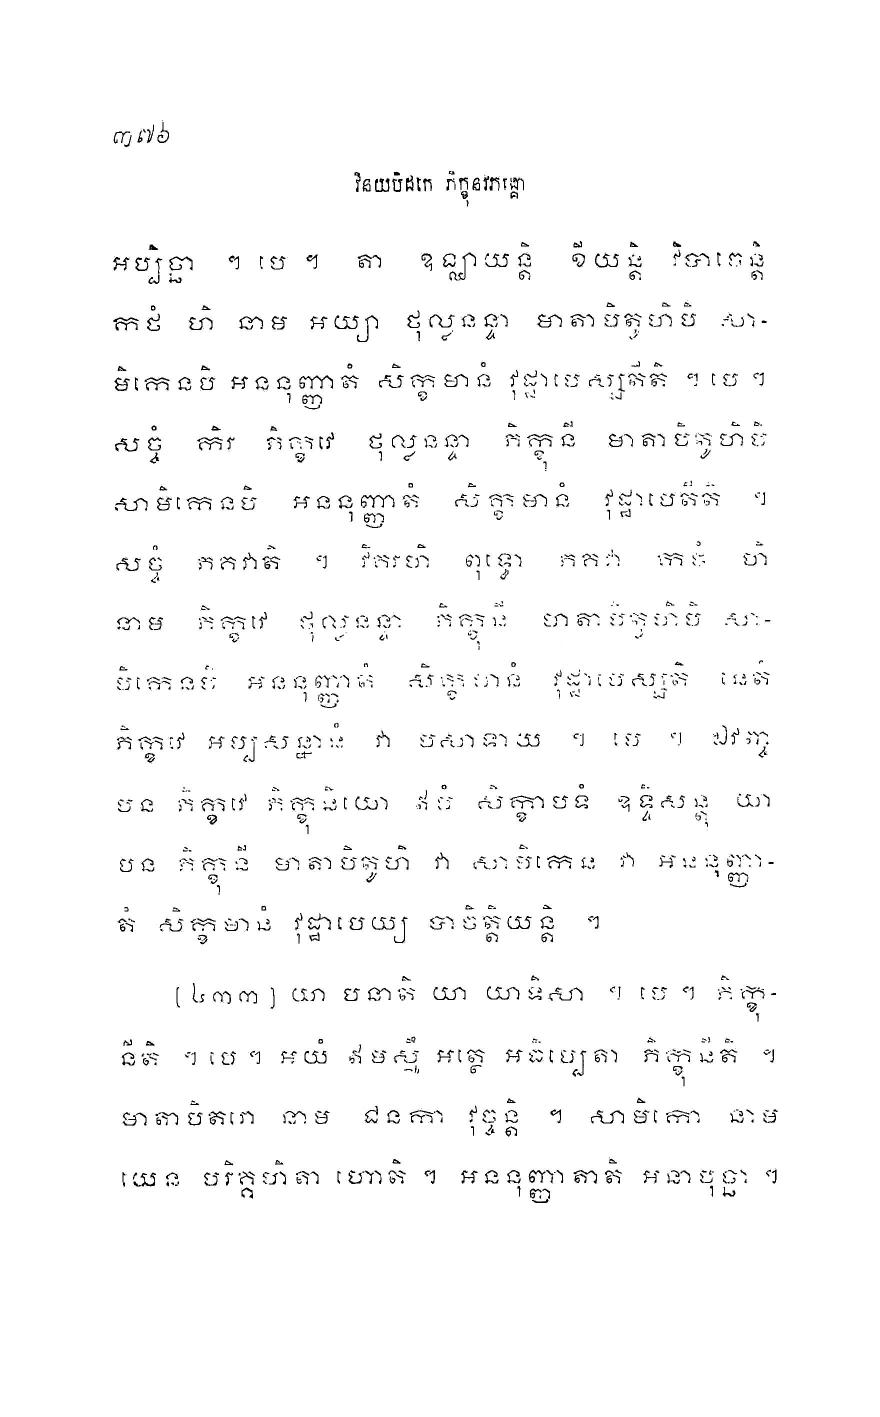 ៣៧៦
វិនយបិដកេ ភិក្ខុនីវិភង្គោ
អប្បិច្ឆា ។ បេ ។ តា ឧជ្ឈាយន្តិ ខីយន្តិ វិបាចេន្តិ
កថំ ហិ នាម អយ្យា ថុល្លនន្ទា មាតាបិតូហិបិ សា-
មិកេនបិ អននុញ្ញាតំ សិក្ខមានំ វុដ្ឋាបេស្សតីតិ ។ បេ ។
សច្ចំ កិរ ភិក្ខវេ ថុល្លនន្ទា ភិក្ខុនី មាតាបិតូហិបិ
សាមិកេនបិ អននុញ្ញាតំ សិក្ខមានំ វុដ្ឋាបេតីតិ ។
សច្ចំ ភគវាតិ ។ វិគរហិ ពុទ្ធោ ភគវា កថំ ហិ
នាម ភិក្ខវេ ថុល្លនន្ទា ភិក្ខុនី មាតាបិតូហិបិ សា-
មិកេនបិ អននុញ្ញាតំ សិក្ខមានំ វុដ្ឋាបេស្សតិ នេតំ
ភិក្ខវេ អប្បសន្នានំ វា បសាទាយ ។ បេ ។ ឯវញ្ច
បន ភិក្ខវេ ភិក្ខុនិយោ ឥមំ សិក្ខាបទំ ឧទ្ទិសន្តុ យា
បន ភិក្ខុនី មាតាបិតូហិ វា សាមិកេន វា អននុញ្ញា-
តំ សិក្ខមានំ វុដ្ឋាបេយ្យ បាចិត្តិយន្តិ ។
[៤៣៣] យា បនាតិ យា យាទិសា ។ បេ ។ ភិក្ខុ-
នីតិ ។ បេ ។ អយំ ឥមស្មឹ អត្ថេ អធិប្បេតា ភិក្ខុនីតិ ។
មាតាបិតរោ នាម ជនកា វុច្ចន្តិ ។ សាមិកោ នាម
យេន បរិគ្គហិតា ហោតិ ។ អននុញ្ញាតាតិ អនាបុច្ឆា ។